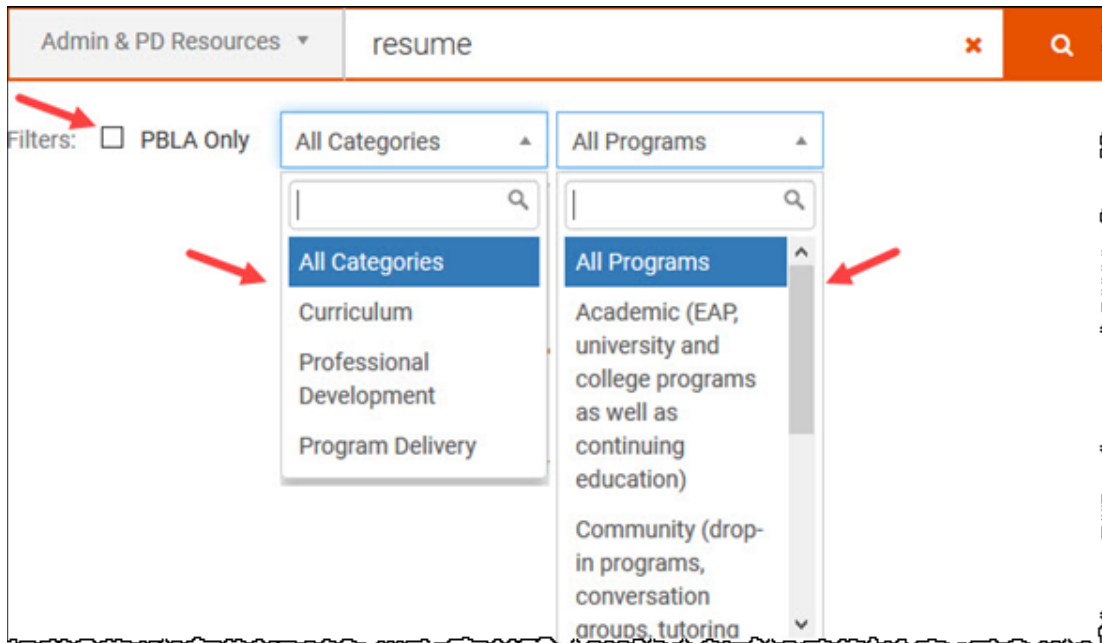 Admin & PD Resources resume
Filters: PBLA Only All Categories All Programs
All Categories
Curriculum
Professional
Development
Program Delivery
All Programs
Academic (EAP,
university and
college programs
as well as
continuing
education)
Community (drop-
in programs,
conversation
groups, tutoring